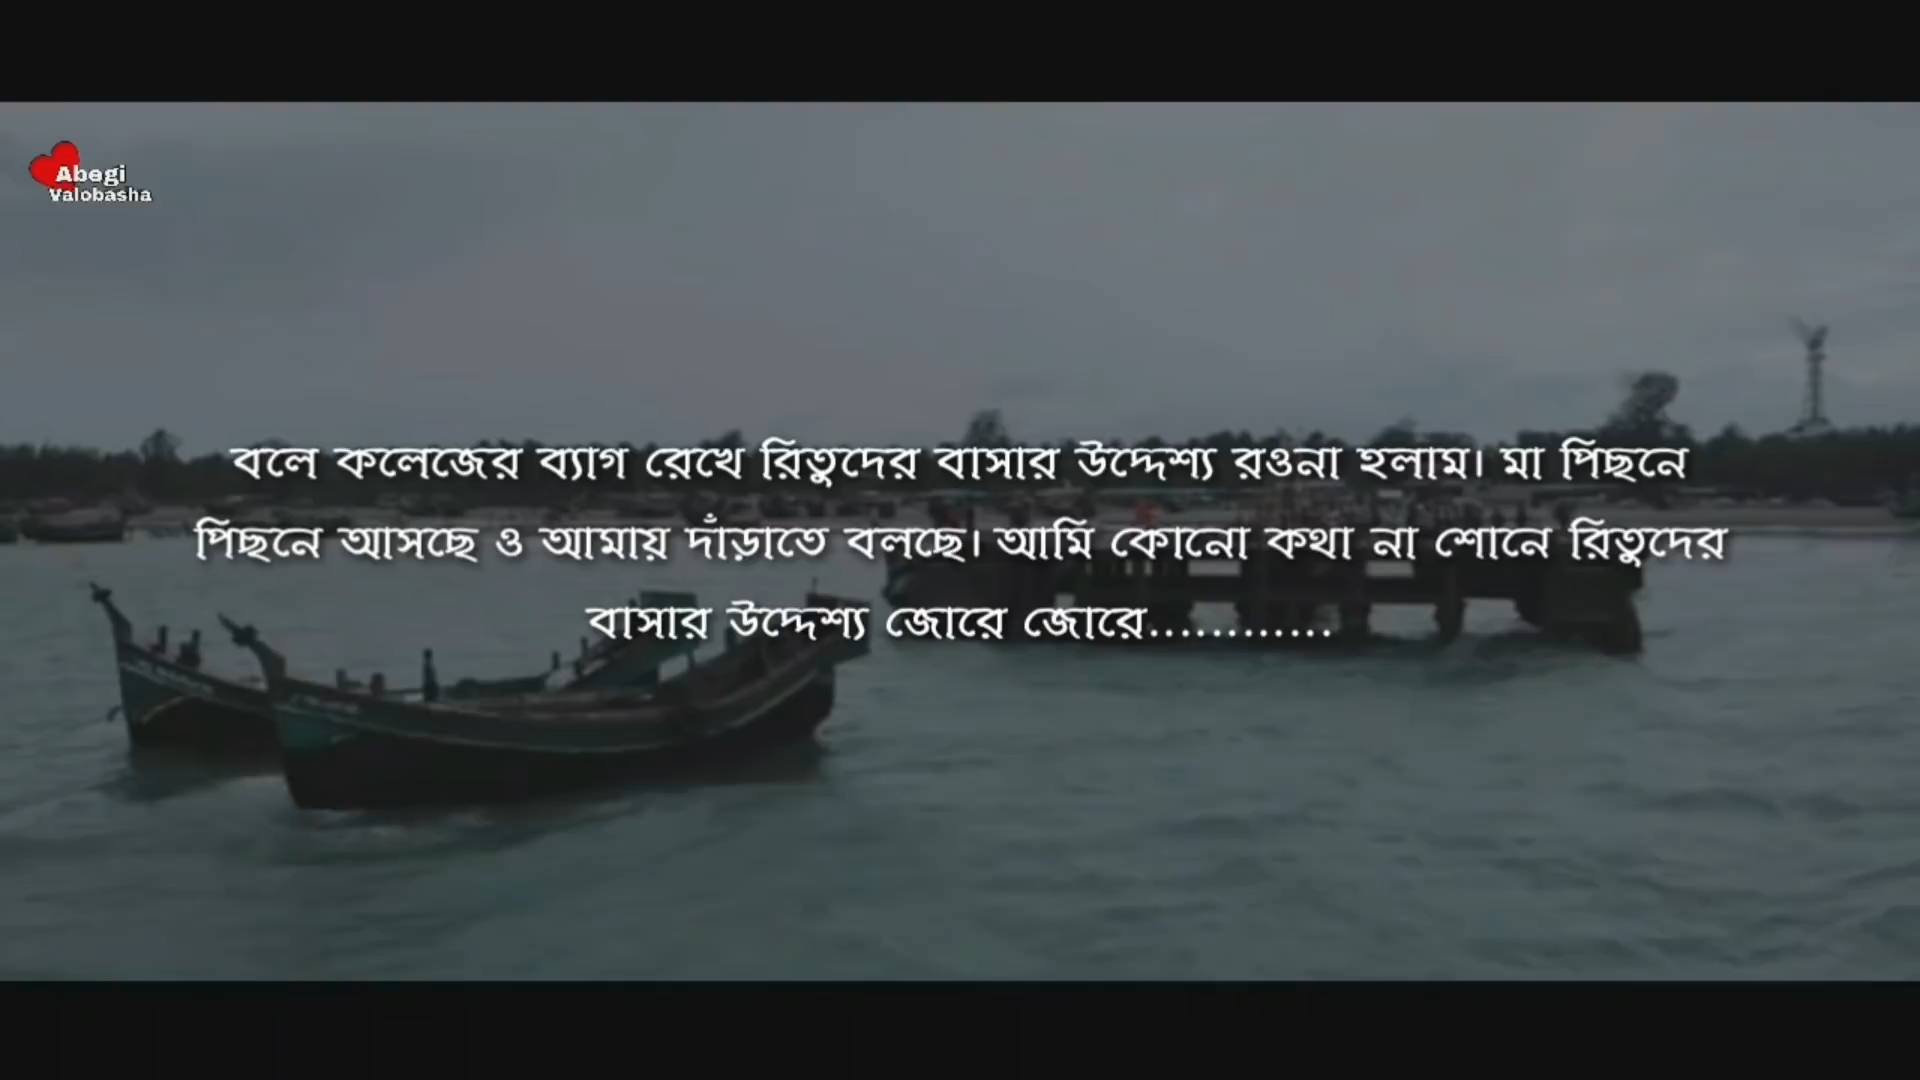 Abegi
Valobasha
বলে কলেজের ব্যাগ রেখে রিতুদের বাসার উদ্দেশ্য রওনা হলাম। মা পিছনে
পিছনে আসছে ও আমায় দাঁড়াতে বলছে। আমি কোনো কথা না শোনে রিতুদের
বাসার উদ্দেশ্য জোরে জোরে............